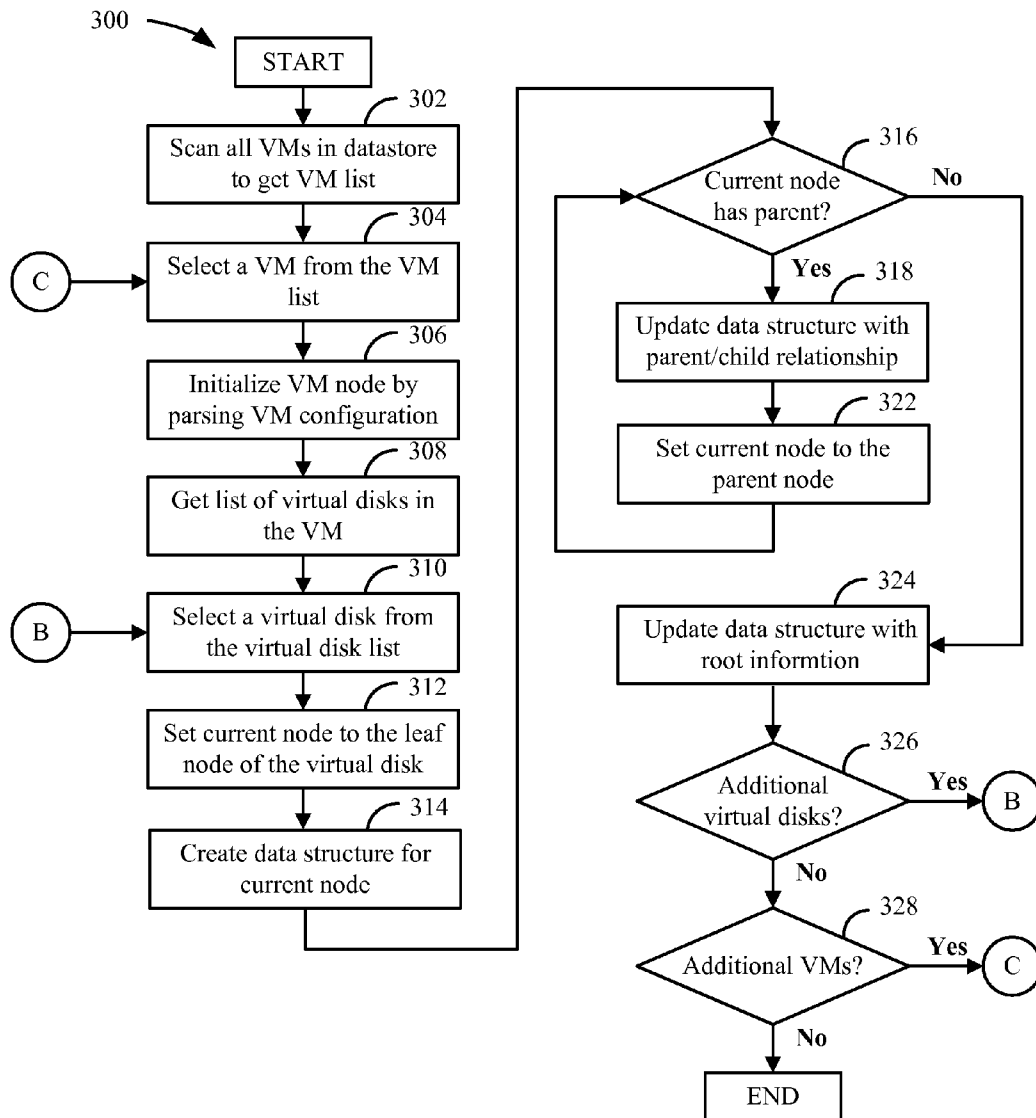 300
START
302
Scan all VMs in datastore
to get VM list
304
C
Select a VM from the VM
list
306
Initialize VM node by
parsing VM configuration
308
Get list of virtual disks in
the VM
310
B
Select a virtual disk from
the virtual disk list
312
Set current node to the leaf
node of the virtual disk
314
Create data structure for
current node
316
Current node
has parent?
No
Yes
318
Update data structure with
parent/child relationship
322
Set current node to the
parent node
324
Update data structure with
root informtion
326
Additional
virtual disks?
Yes
B
No
328
Additional VMs?
Yes
C
No
END